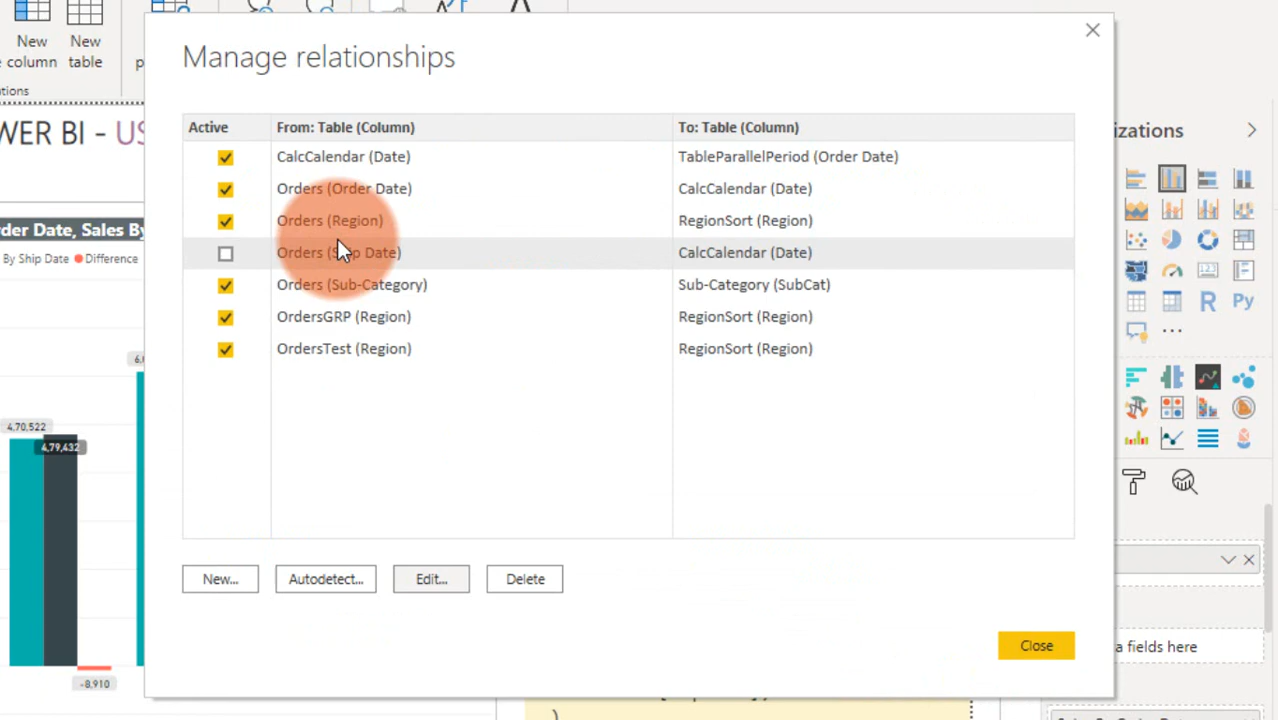 New
column
New
table
Manage relationships
Active
From: Table (Column)
To: Table (Column)
CalcCalendar (Date)
TableParallelPeriod (Order Date)
Orders (Order Date)
CalcCalendar (Date)
Orders (Region)
RegionSort (Region)
Orders (Ship Date)
CalcCalendar (Date)
Orders (Sub-Category)
Sub-Category (SubCat)
OrdersGRP (Region)
RegionSort (Region)
OrdersTest (Region)
RegionSort (Region)
New...
Autodetect...
Edit...
Delete
Close
WER BI - US
der Date, Sales By
By Ship Date
Difference
6.
4,70,522
4,79,432
-8,910
izations
R
Py
...
a fields here
)